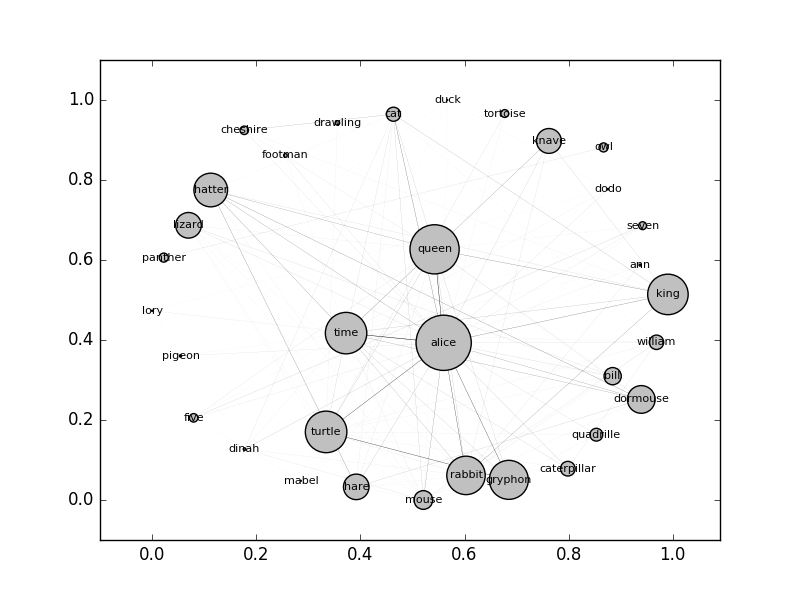 1.0
0.8
0.6
0.4
0.2
0.0
duck
cat
tortoise
drawling
cheshire
knave
owl
footman
hatter
dodo
lizard
seven
queen
panther
ann
king
lory
time
alice
william
pigeon
bill
dormouse
five
turtle
quadrille
dinah
caterpillar
rabbit
gryphon
mabel
hare
mouse
0.0 0.2 0.4 0.6 0.8 1.0